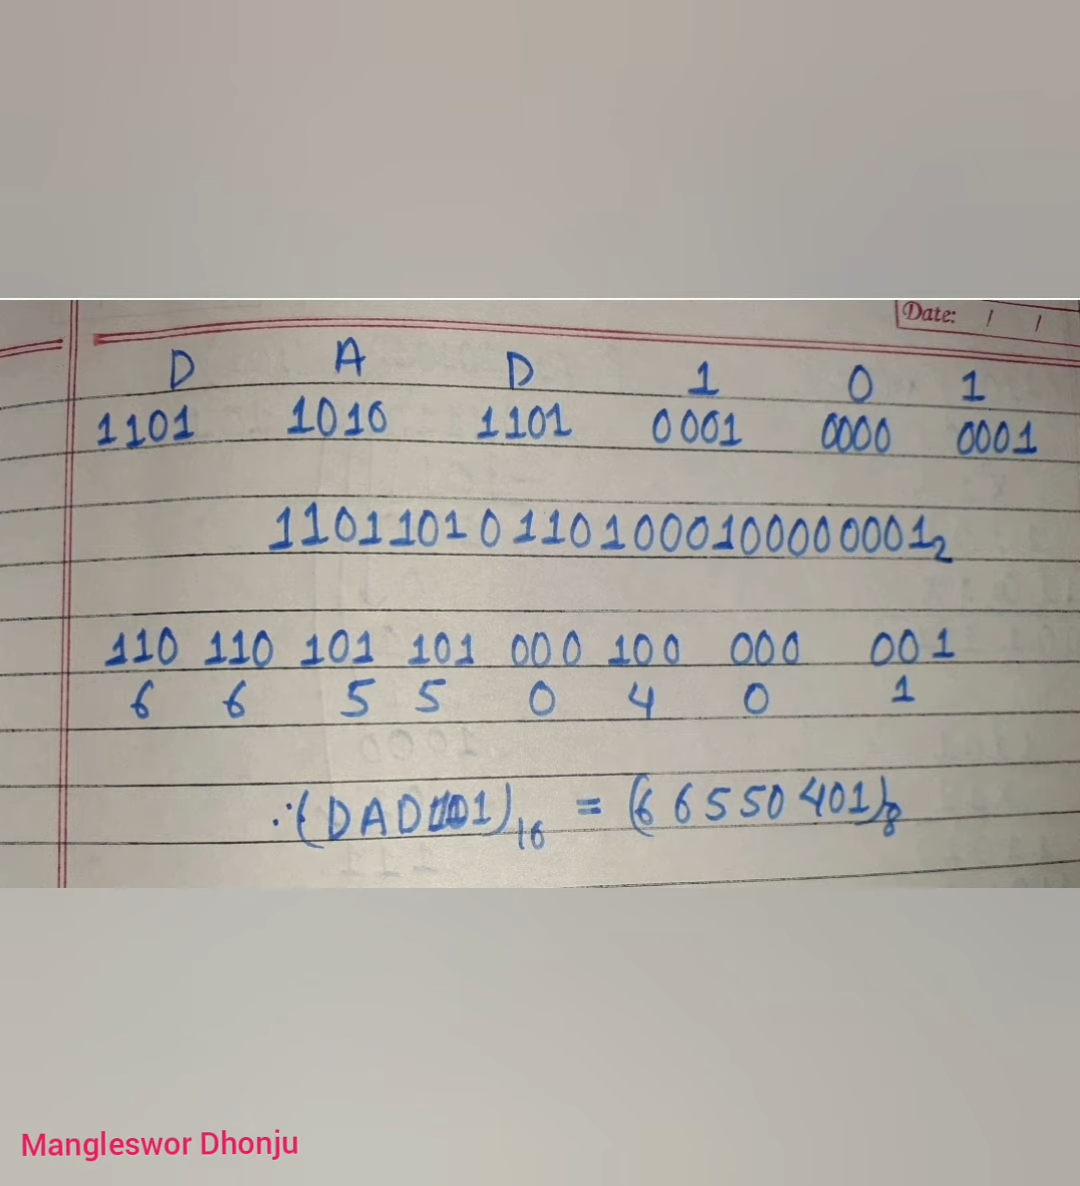 Date: / /
D A D 1 0 1
1101 1010 1101 0001 0000 0001
110110101101000100000001₂
110 110 101 101 000 100 000 001
6 6 5 5 0 4 0 1
∴(DAD101)₁₆ = (66550401)₈
Mangleswor Dhonju